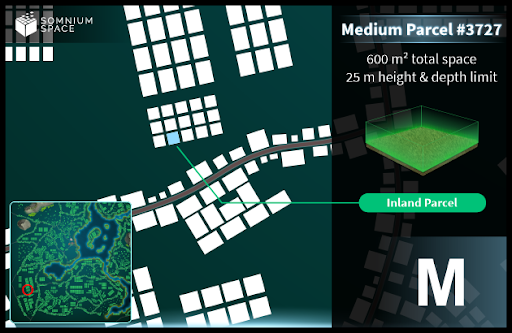 SOMNIUM
SPACE
Medium Parcel #3727
600 m² total space
25 m height & depth limit
Inland Parcel
M